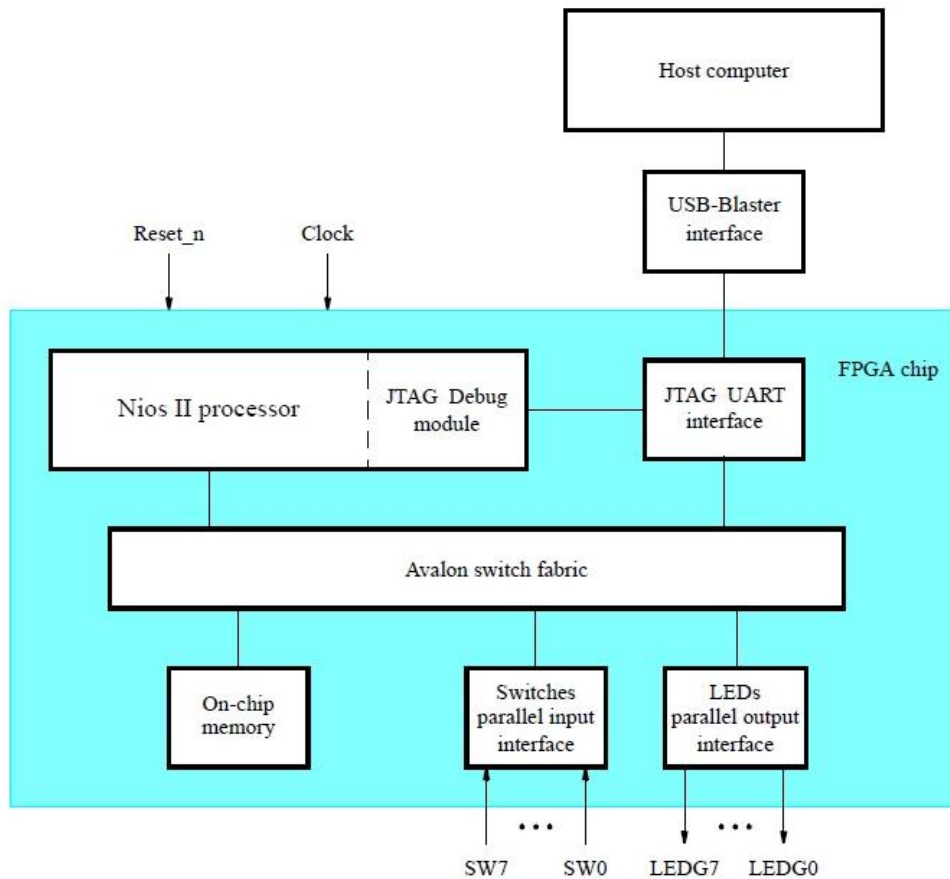 Host computer
USB-Blaster
interface
Reset_n
Clock
FPGA chip
Nios II processor
JTAG Debug
module
JTAG UART
interface
Avalon switch fabric
On-chip
memory
Switches
parallel input
interface
LEDs
parallel output
interface
SW7
SW0
LEDG7
LEDG0